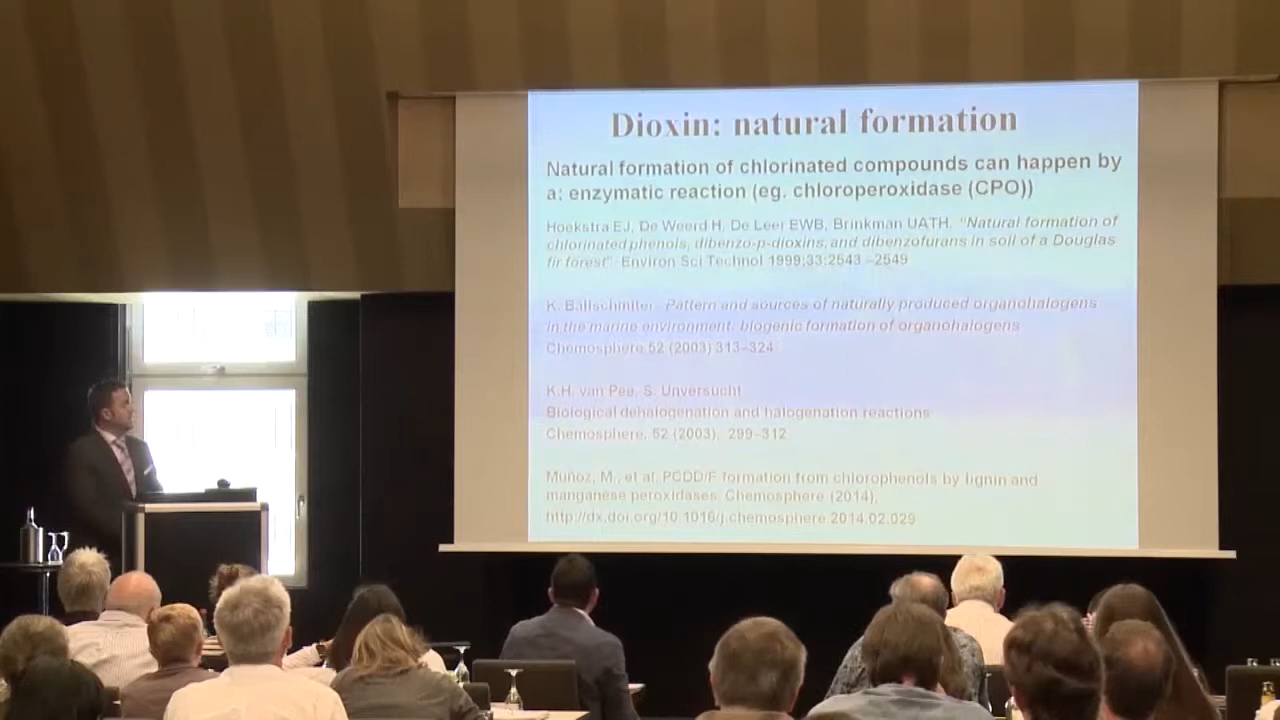 Dioxin: natural formation
Natural formation of chlorinated compounds can happen by
a: enzymatic reaction (eg. chloroperoxidase (CPO))
Hoekstra EJ, De Weerd H, De Leer EWB, Brinkman UATH. "Natural formation of
chlorinated phenols, dibenzo-p-dioxins, and dibenzofurans in soil of a Douglas
fir forest" Environ Sci Technol 1999;33:2543 –2549
K. Ballschmiter. Pattern and sources of naturally produced organohalogens
in the marine environment: biogenic formation of organohalogens
Chemosphere 52 (2003) 313–324
K.H. van Pee, S. Unversucht
Biological dehalogenation and halogenation reactions
Chemosphere, 52 (2003), 299–312
Muñoz, M., et al. PCDD/F formation from chlorophenols by lignin and
manganese peroxidases. Chemosphere (2014),
http://dx.doi.org/10.1016/j.chemosphere.2014.02.029